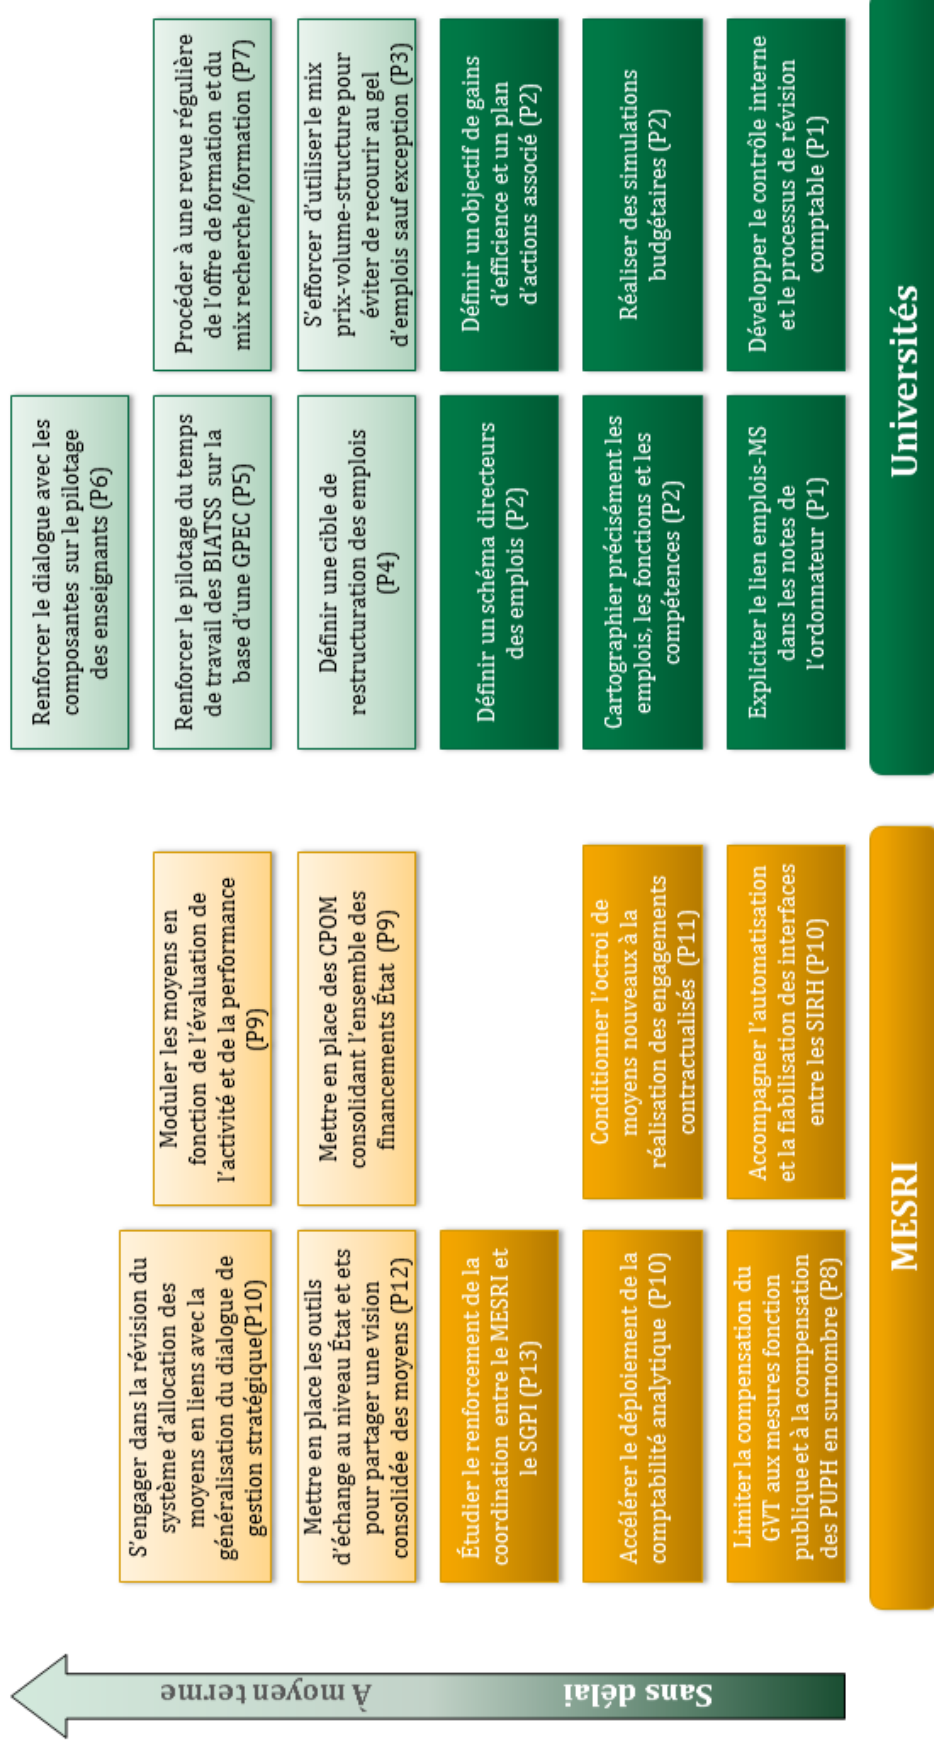 S'engager dans la révision du
système d'allocation des
moyens en liens avec la
généralisation du dialogue de
gestion stratégique(P10)
Moduler les moyens en
fonction de l'évaluation de
l'activité et de la performance
(P9)
Mettre en place les outils
d'échange au niveau État et ets
pour partager une vision
consolidée des moyens (P12)
Mettre en place des CPOM
consolidant l'ensemble des
financements État (P9)
Étudier le renforcement de la
coordination entre le MESRI et
le SGPI (P13)
Accélérer le déploiement de la
comptabilité analytique (P10)
Conditionner l'octroi de
moyens nouveaux à la
réalisation des engagements
contractualisés (P11)
Limiter la compensation du
GVT aux mesures fonction
publique et à la compensation
des PUPH en surnombre (P8)
Accompagner l'automatisation
et la fiabilisation des interfaces
entre les SIRH (P10)
MESRI
Renforcer le dialogue avec les
composantes sur le pilotage
des enseignants (P6)
Renforcer le pilotage du temps
de travail des BIATSS sur la
base d'une GPEC (P5)
Procéder à une revue régulière
de l'offre de formation et du
mix recherche/formation (P7)
Définir une cible de
restructuration des emplois
(P4)
S'efforcer d'utiliser le mix
prix-volume-structure pour
éviter de recourir au gel
d'emplois sauf exception (P3)
Définir un schéma directeurs
des emplois (P2)
Définir un objectif de gains
d'efficience et un plan
d'actions associé (P2)
Cartographier précisément les
emplois, les fonctions et les
compétences (P2)
Réaliser des simulations
budgétaires (P2)
Expliciter le lien emplois-MS
dans les notes de
l'ordonnateur (P1)
Développer le contrôle interne
et le processus de révision
comptable (P1)
Universités
À moyen terme
Sans délai